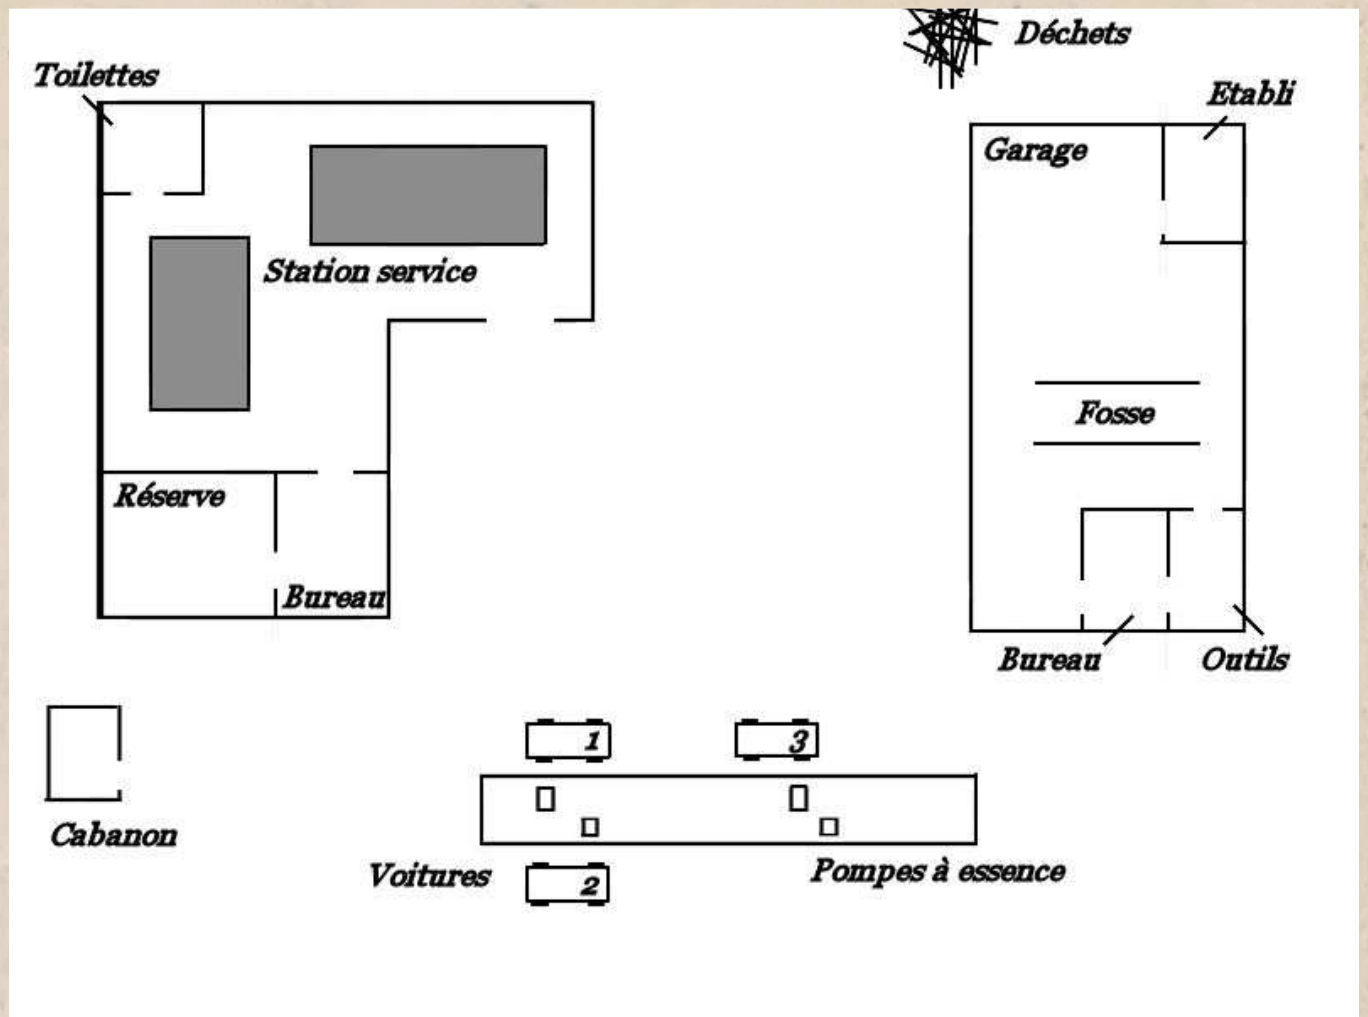 Déchets
Toilettes
Etabli
Garage
Station service
Fosse
Réserve
Bureau
Bureau
Outils
1
3
Cabanon
Voitures
2
Pompes à essence